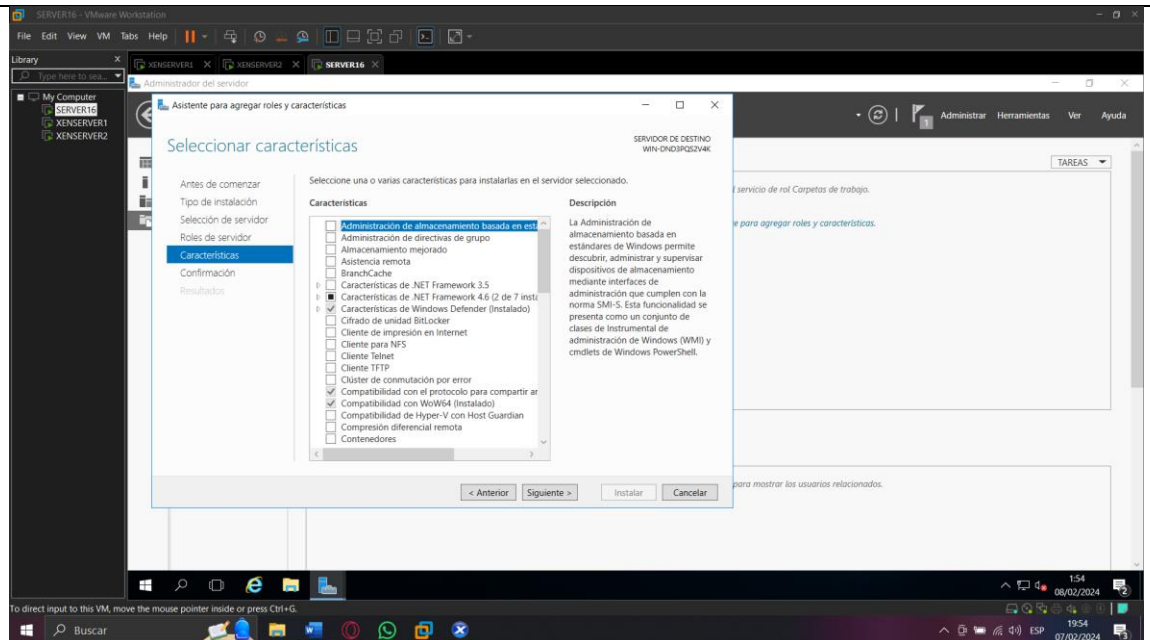 SERVER16 - VMware Workstation
File Edit View VM Tabs Help
Library X
Type here to sea...
XENSERVER1 X XENSERVER2 X SERVER16 X
My Computer
SERVER16
XENSERVER1
XENSERVER2
Administrador del servidor
Administrar Herramientas Ver Ayuda
1
TAREAS
l servicio de rol Carpetas de trabajo.
e para agregar roles y características.
para mostrar los usuarios relacionados.
Asistente para agregar roles y características
Seleccionar características
SERVIDOR DE DESTINO
WIN-DND3PQS2V4K
Antes de comenzar
Tipo de instalación
Selección de servidor
Roles de servidor
Características
Confirmación
Resultados
Seleccione una o varias características para instalarlas en el servidor seleccionado.
Características
Administración de almacenamiento basada en está
Administración de directivas de grupo
Almacenamiento mejorado
Asistencia remota
BranchCache
Características de .NET Framework 3.5
Características de .NET Framework 4.6 (2 de 7 insta
Características de Windows Defender (Instalado)
Cifrado de unidad BitLocker
Cliente de impresión en Internet
Cliente para NFS
Cliente Telnet
Cliente TFTP
Clúster de conmutación por error
Compatibilidad con el protocolo para compartir ar
Compatibilidad con WoW64 (Instalado)
Compatibilidad de Hyper-V con Host Guardian
Compresión diferencial remota
Contenedores
Descripción
La Administración de
almacenamiento basada en
estándares de Windows permite
descubrir, administrar y supervisar
dispositivos de almacenamiento
mediante interfaces de
administración que cumplen con la
norma SMI-S. Esta funcionalidad se
presenta como un conjunto de
clases de Instrumental de
administración de Windows (WMI) y
cmdlets de Windows PowerShell.
< Anterior Siguiente > Instalar Cancelar
1:54
08/02/2024
2
To direct input to this VM, move the mouse pointer inside or press Ctrl+G.
Buscar
ESP
19:54
07/02/2024
3